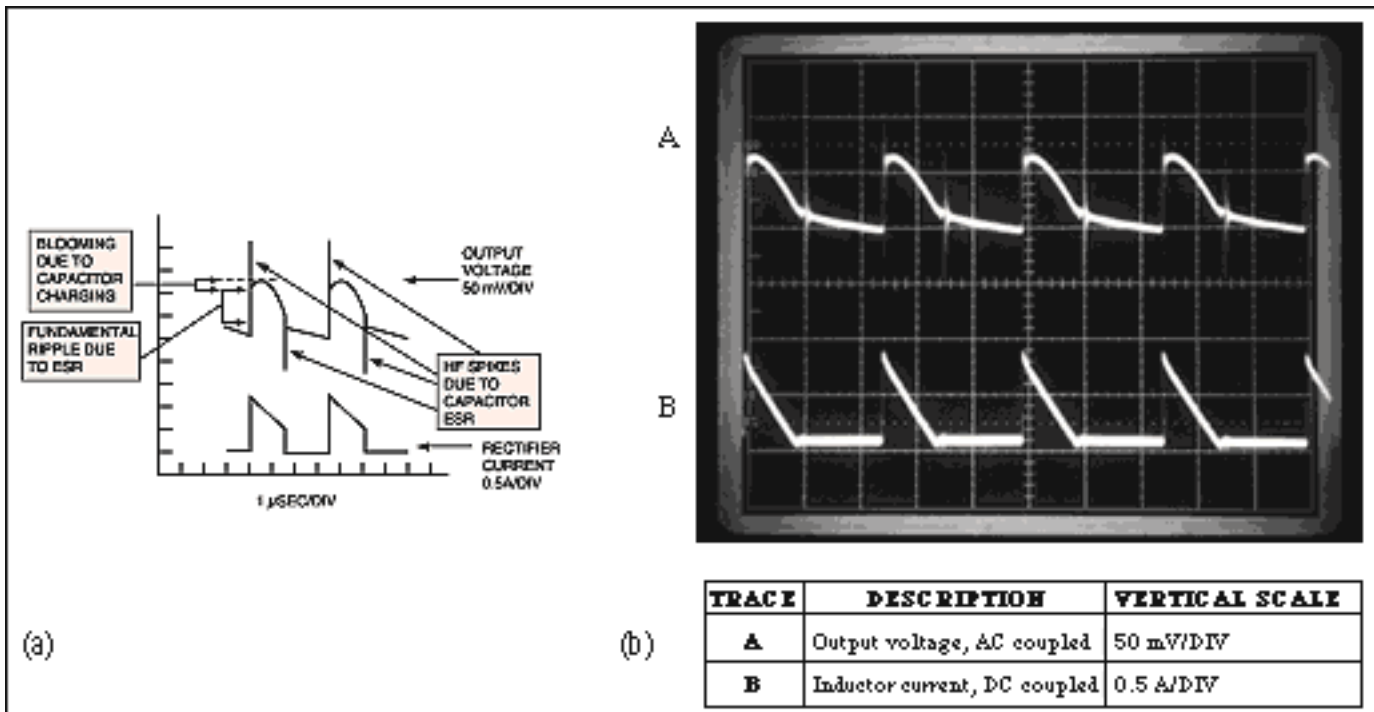 BLOOMING
DUE TO
CAPACITOR
CHARGING
FUNDAMENTAL
RIPPLE DUE
TO ESR
OUTPUT
VOLTAGE
50 mV/DIV
HF SPIKES
DUE TO
CAPACITOR
ESR
RECTIFIER
CURRENT
0.5A/DIV
1 µSEC/DIV
(a)
A
B
(b)
TRACE DESCRIPTION VERTICAL SCALE
A Output voltage, AC coupled 50 mV/DIV
B Inductor current, DC coupled 0.5 A/DIV